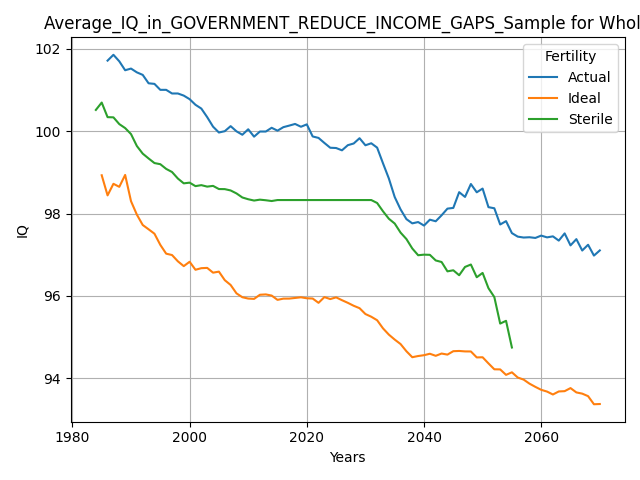 Average_IQ_in_GOVERNMENT_REDUCE_INCOME_GAPS_Sample for Whol
Fertility
Actual
Ideal
Sterile
102
100
98
96
94
IQ
1980
2000
2020
2040
2060
Years